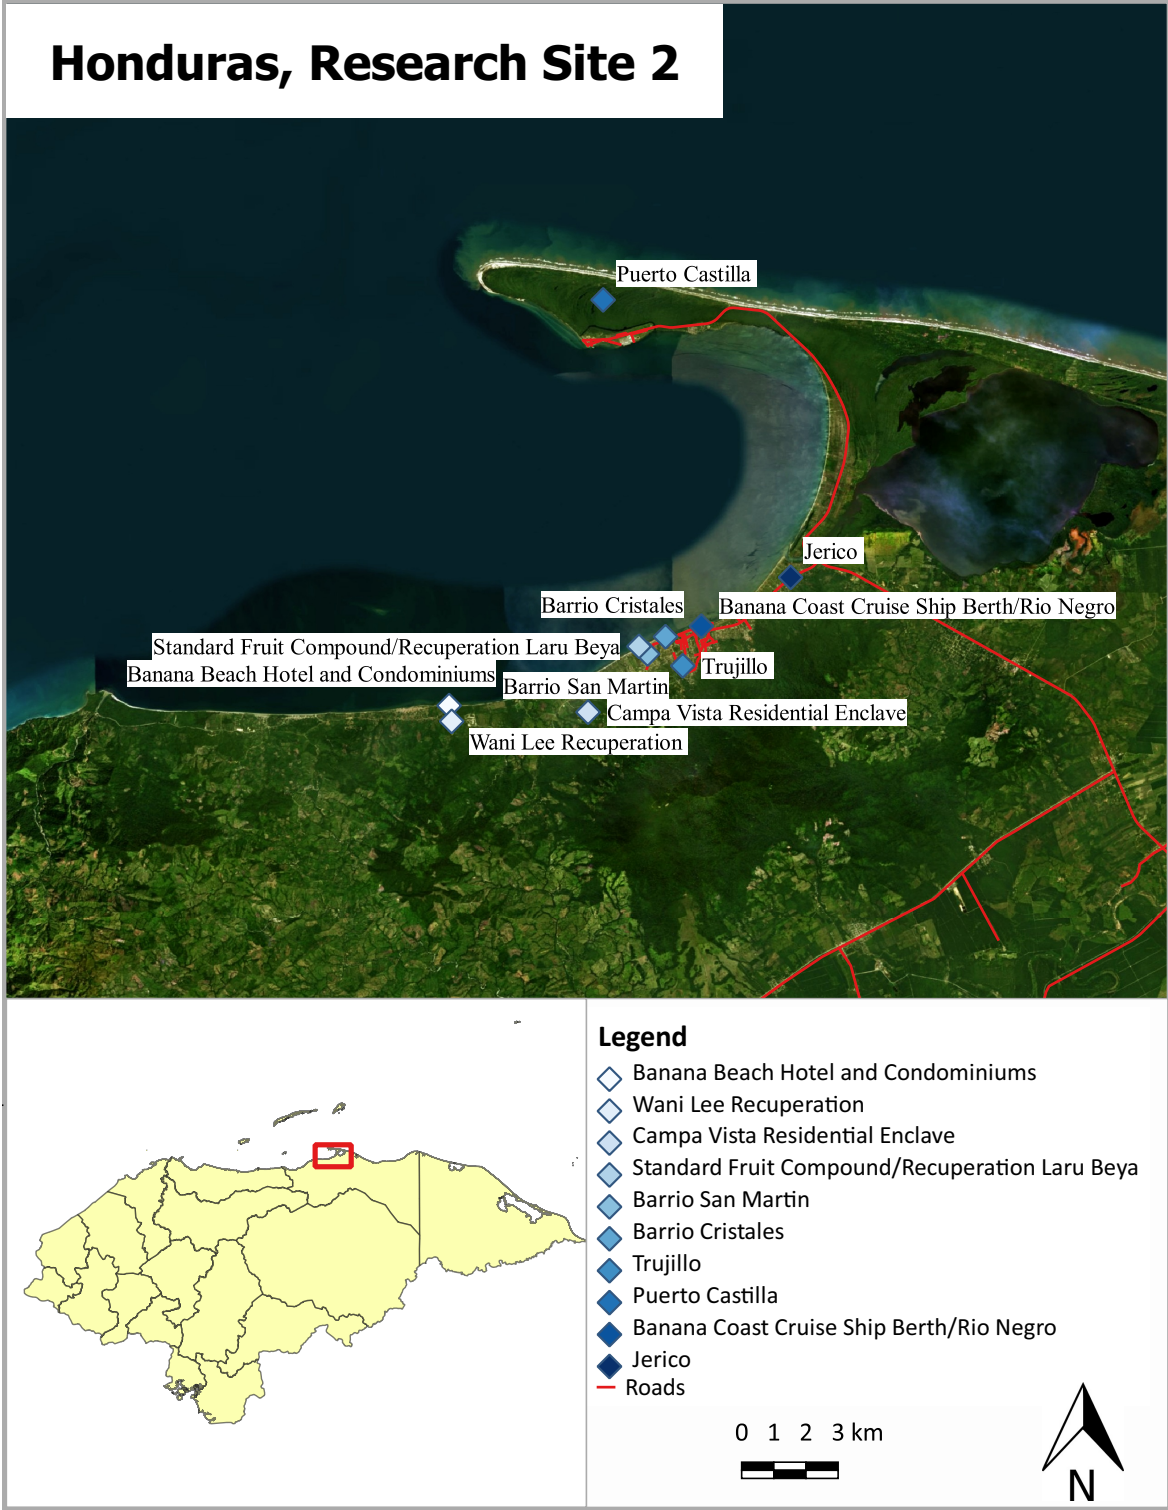 Honduras, Research Site 2
Puerto Castilla
Jerico
Barrio Cristales
Banana Coast Cruise Ship Berth/Rio Negro
Standard Fruit Compound/Recuperation Laru Beya
Trujillo
Banana Beach Hotel and Condominiums
Barrio San Martin
Campa Vista Residential Enclave
Wani Lee Recuperation
Legend
Banana Beach Hotel and Condominiums
Wani Lee Recuperation
Campa Vista Residential Enclave
Standard Fruit Compound/Recuperation Laru Beya
Barrio San Martin
Barrio Cristales
Trujillo
Puerto Castilla
Banana Coast Cruise Ship Berth/Rio Negro
Jerico
Roads
0 1 2 3 km
N